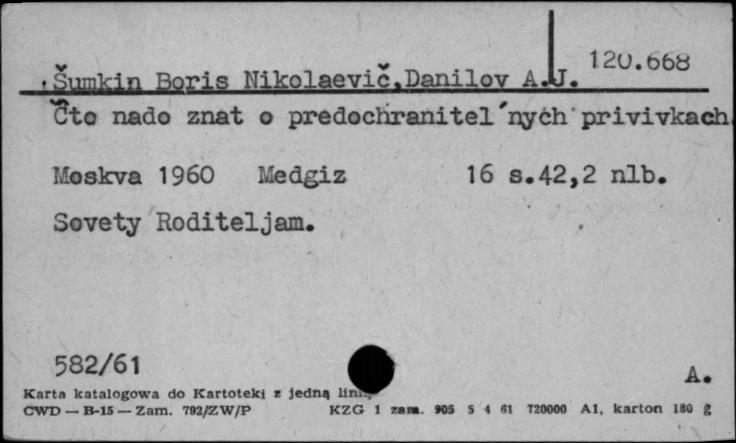 120.668
Šumkin Boris Nikolaevič,Danilov A.J.
Čto nado znat o predochranitel'nych privivkach.
Moskva 1960 Medgiz 16 s.42,2 nlb.
Sovety Roditeljam.
582/61
A.
Karta katalogowa do Kartoteki z jedną linią
CWD — B-15 — Zam. 792/ZW/P KZG 1 zam. 905 5 4 61 720000 A1, karton 180 g